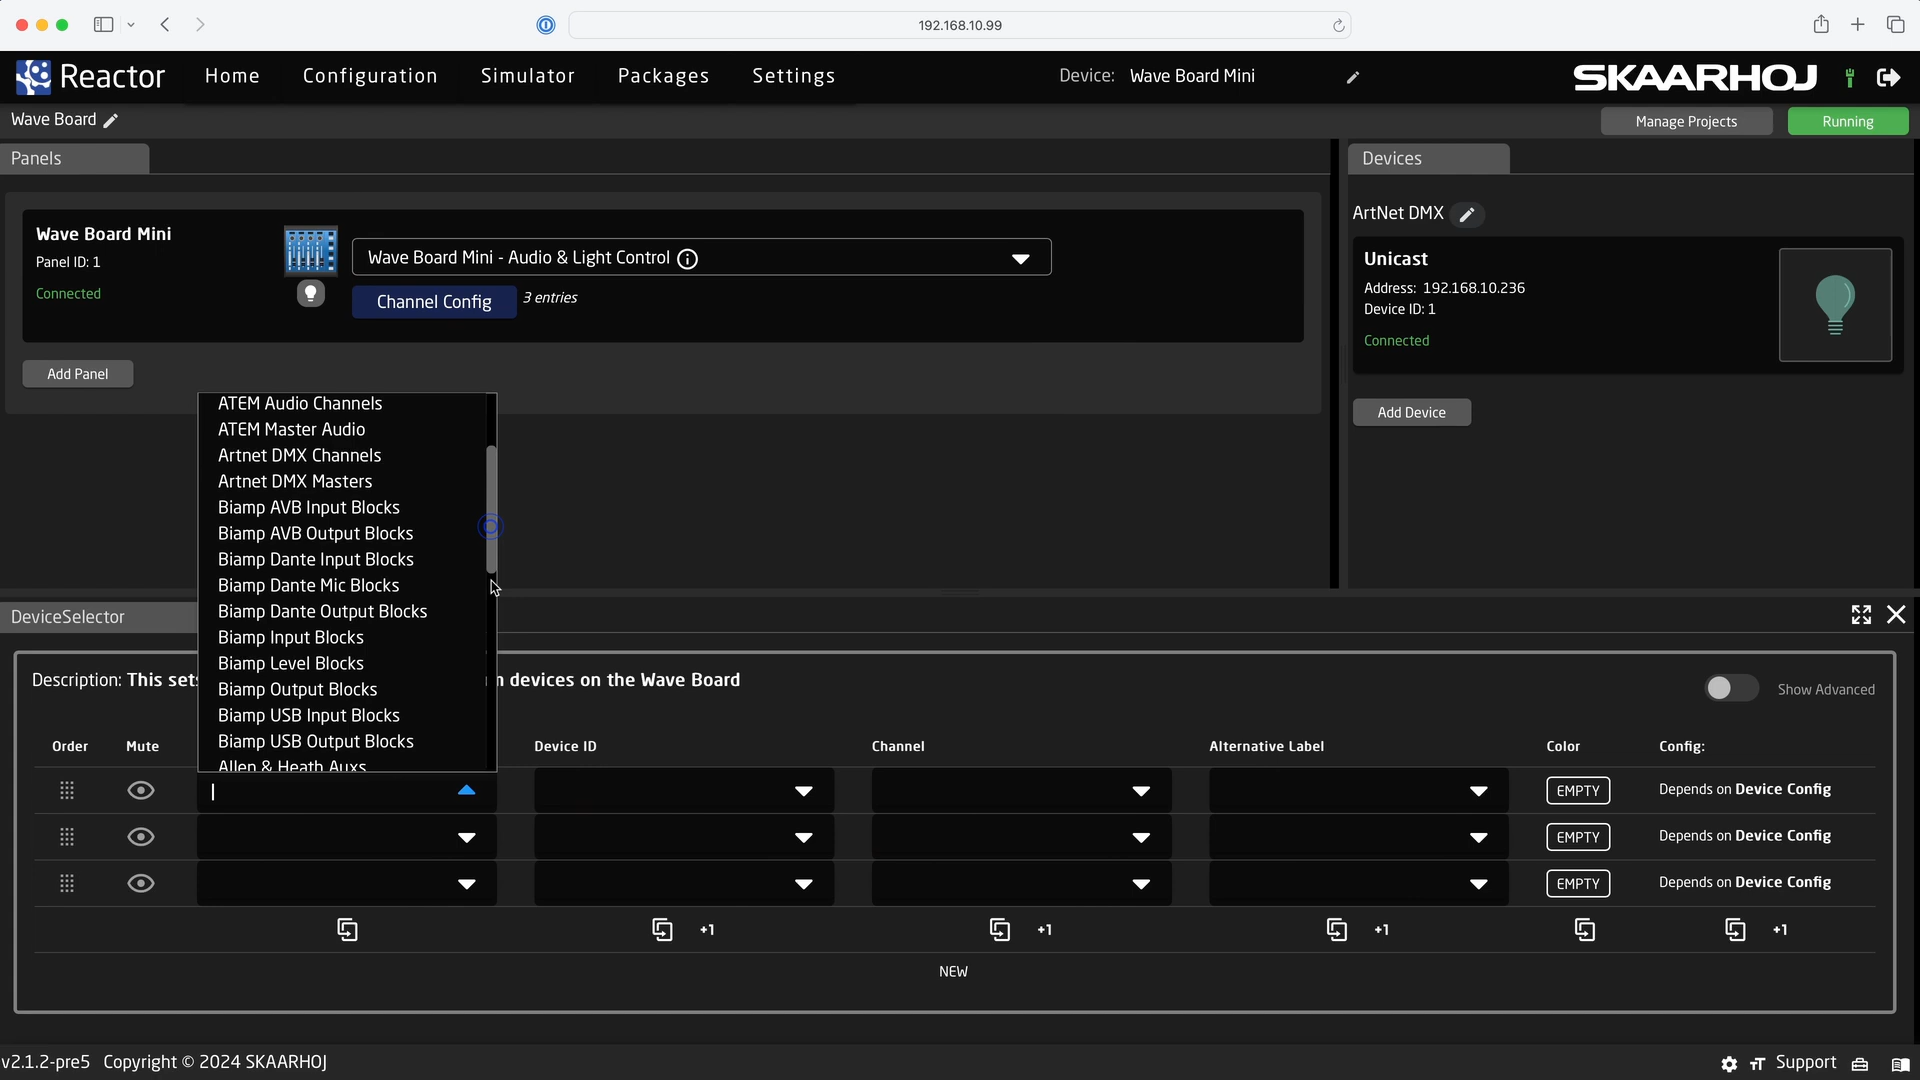 192.168.10.99
Reactor Home Configuration Simulator Packages Settings Device: Wave Board Mini SKAARHOJ
Wave Board Manage Projects Running
Panels
Devices
Wave Board Mini
Panel ID: 1
Connected
Wave Board Mini - Audio & Light Control
Channel Config 3 entries
Add Panel
ArtNet DMX
Unicast
Address: 192.168.10.236
Device ID: 1
Connected
Add Device
ATEM Audio Channels
ATEM Master Audio
Artnet DMX Channels
Artnet DMX Masters
Biamp AVB Input Blocks
Biamp AVB Output Blocks
Biamp Dante Input Blocks
Biamp Dante Mic Blocks
Biamp Dante Output Blocks
Biamp Input Blocks
Biamp Level Blocks
Biamp Output Blocks
Biamp USB Input Blocks
Biamp USB Output Blocks
Allen & Heath Auxs
DeviceSelector
Description: This sets devices on the Wave Board
Show Advanced
Order Mute Device ID Channel Alternative Label Color Config:
EMPTY Depends on Device Config
EMPTY Depends on Device Config
EMPTY Depends on Device Config
+1 +1 +1 +1
NEW
v2.1.2-pre5 Copyright © 2024 SKAARHOJ Support